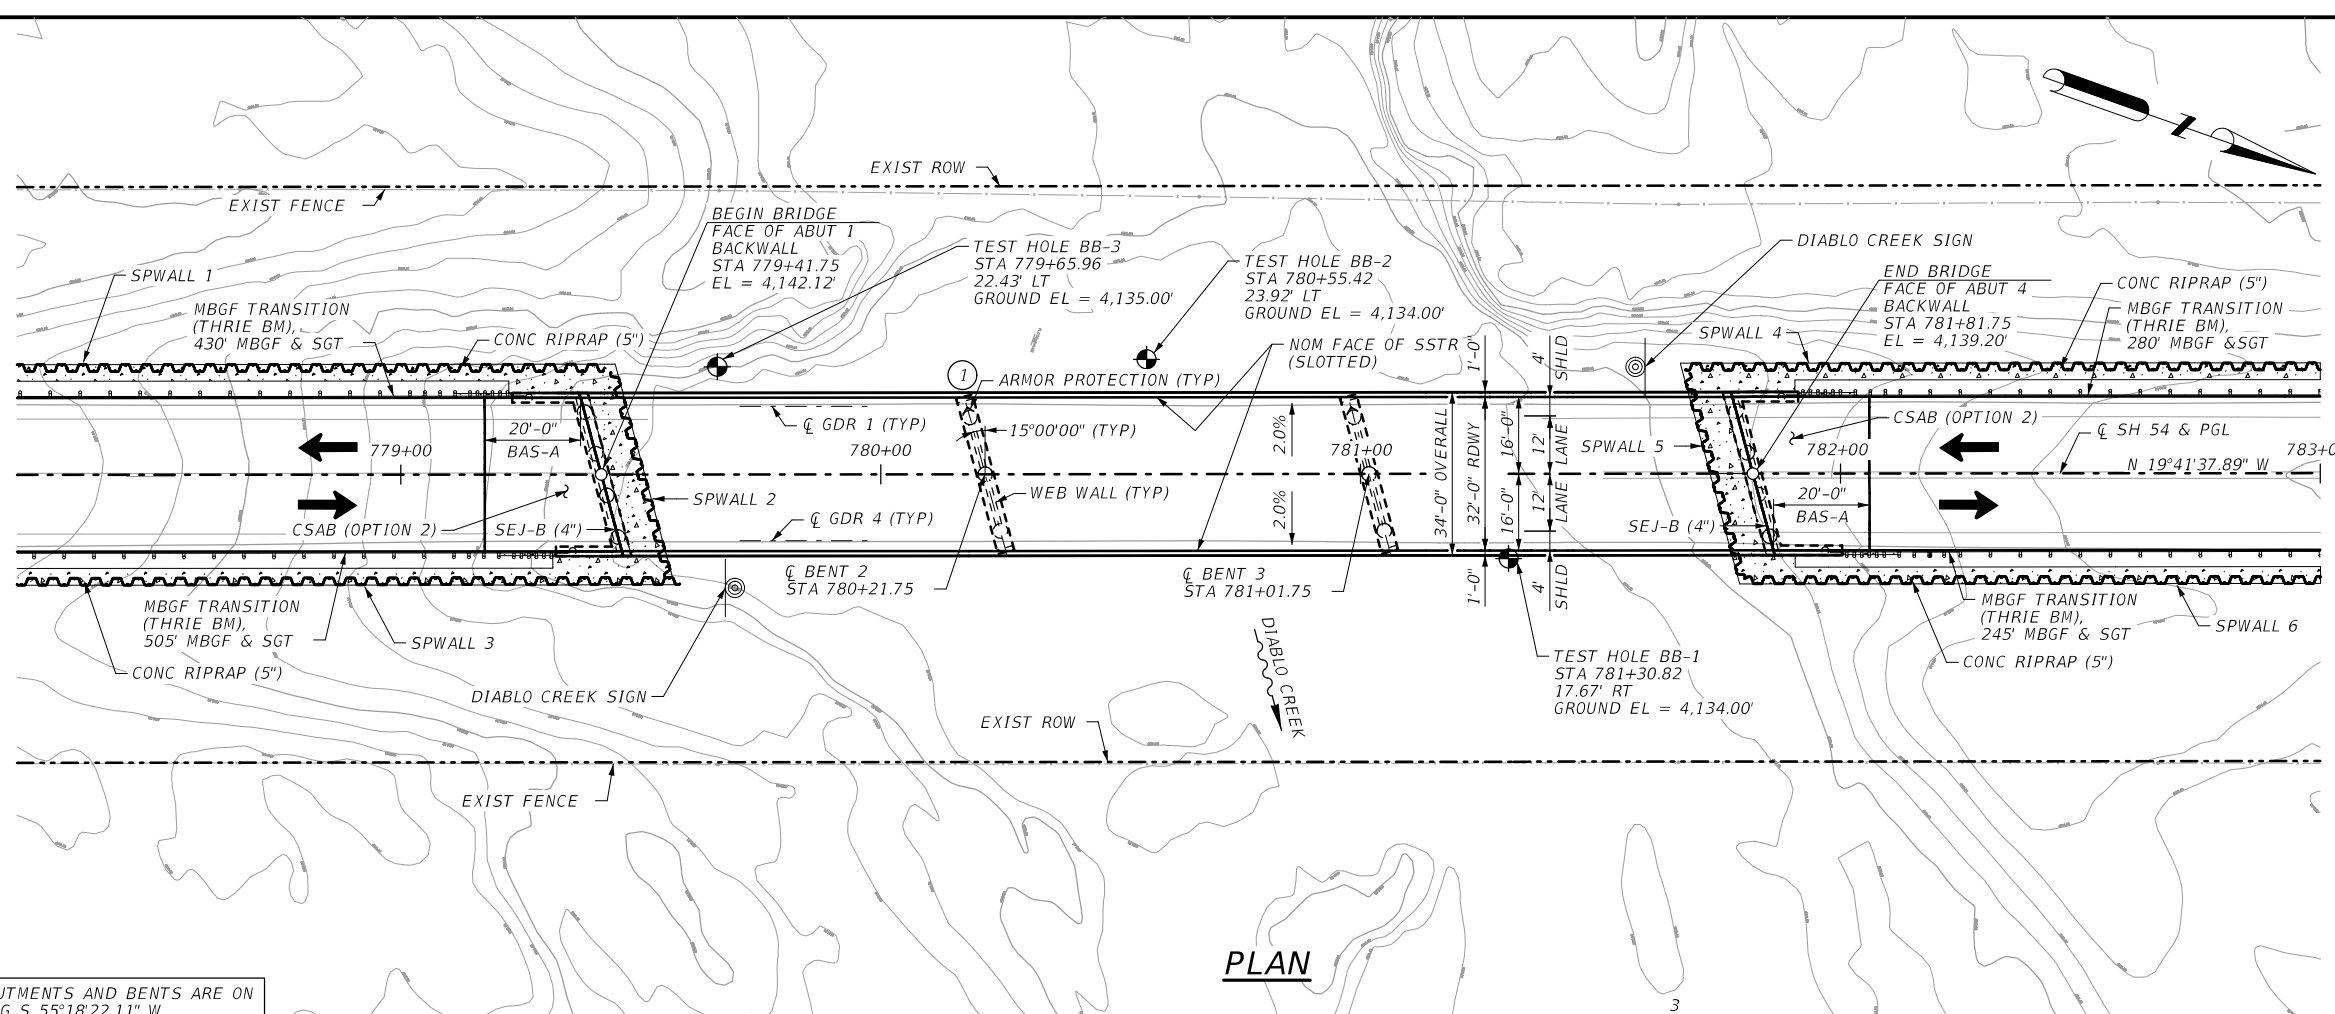 EXIST ROW
EXIST FENCE
BEGIN BRIDGE
FACE OF ABUT 1
BACKWALL
STA 779+41.75
EL = 4,142.12'
TEST HOLE BB-3
STA 779+65.96
22.43' LT
GROUND EL = 4,135.00'
TEST HOLE BB-2
STA 780+55.42
23.92' LT
GROUND EL = 4,134.00'
DIABLO CREEK SIGN
END BRIDGE
FACE OF ABUT 4
BACKWALL
STA 781+81.75
EL = 4,139.20'
CONC RIPRAP (5")
MBGF TRANSITION
(THRIE BM),
280' MBGF &SGT
SPWALL 1
MBGF TRANSITION
(THRIE BM),
430' MBGF & SGT
CONC RIPRAP (5")
NOM FACE OF SSTR
(SLOTTED)
SPWALL 4
1
ARMOR PROTECTION (TYP)
1'-0"
4'
SHLD
℄ GDR 1 (TYP)
15°00'00" (TYP)
2.0%
34'-0" OVERALL
32'-0" RDWY
16'-0"
12'
LANE
CSAB (OPTION 2)
℄ SH 54 & PGL
20'-0"
BAS-A
779+00
780+00
781+00
SPWALL 5
782+00
783+0
N 19°41'37.89" W
SPWALL 2
WEB WALL (TYP)
20'-0"
BAS-A
CSAB (OPTION 2)
SEJ-B (4")
℄ GDR 4 (TYP)
2.0%
16'-0"
12'
LANE
SEJ-B (4")
℄ BENT 2
STA 780+21.75
℄ BENT 3
STA 781+01.75
1'-0"
4'
SHLD
MBGF TRANSITION
(THRIE BM),
505' MBGF & SGT
SPWALL 3
CONC RIPRAP (5")
DIABLO CREEK SIGN
DIABLO CREEK
TEST HOLE BB-1
STA 781+30.82
17.67' RT
GROUND EL = 4,134.00'
MBGF TRANSITION
(THRIE BM),
245' MBGF & SGT
SPWALL 6
CONC RIPRAP (5")
EXIST ROW
EXIST FENCE
PLAN
UTMENTS AND BENTS ARE ON
G S 55°18'22.11" W
3